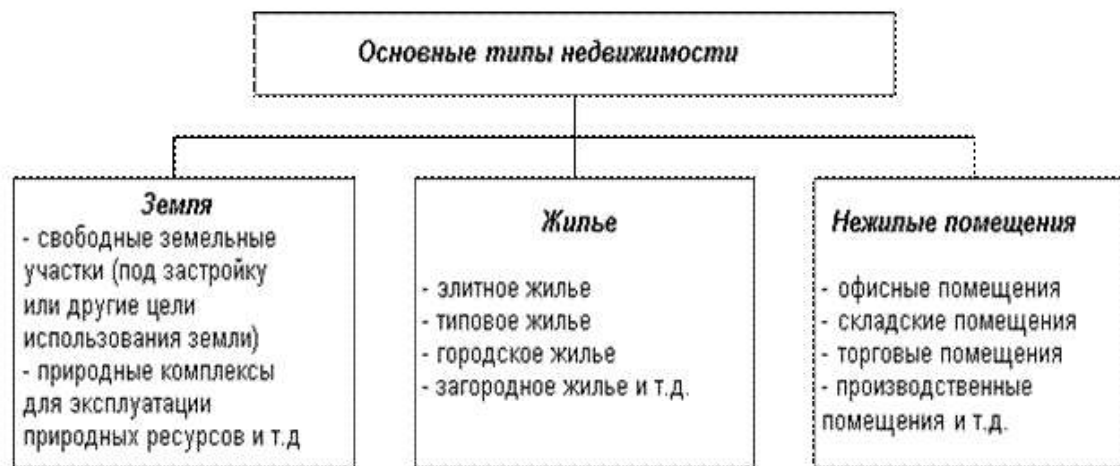 Основные типы недвижимости
Земля
- свободные земельные
участки (под застройку
или другие цели
использования земли)
- природные комплексы
для эксплуатации
природных ресурсов и т.д
Жилье
- элитное жилье
- типовое жилье
- городское жилье
- загородное жилье и т.д.
Нежилые помещения
- офисные помещения
- складские помещения
- торговые помещения
- производственные
помещения и т.д.